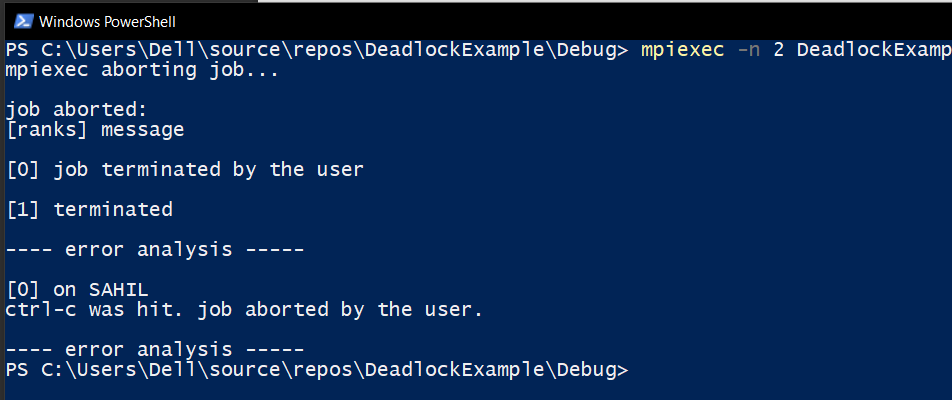 Windows PowerShell
PS C:\Users\Dell\source\repos\DeadlockExample\Debug> mpiexec -n 2 DeadlockExamp
mpiexec aborting job...
job aborted:
[ranks] message
[0] job terminated by the user
[1] terminated
---- error analysis -----
[0] on SAHIL
ctrl-c was hit. job aborted by the user.
---- error analysis -----
PS C:\Users\Dell\source\repos\DeadlockExample\Debug>